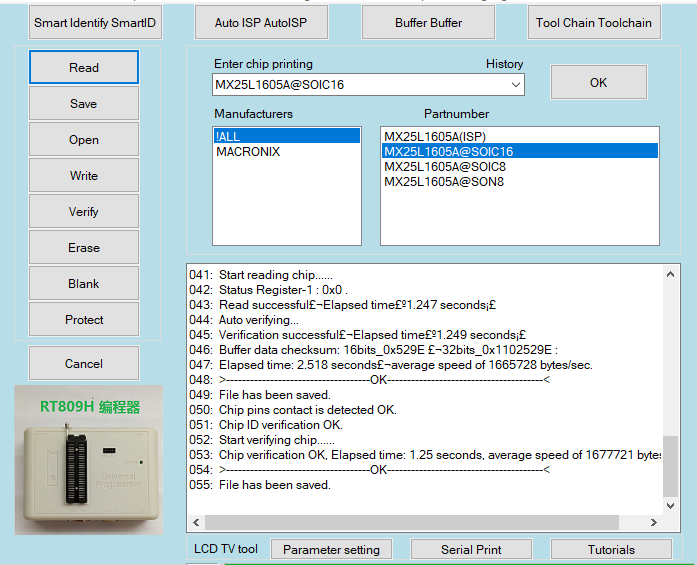 Smart Identify SmartID
Auto ISP AutoISP
Buffer Buffer
Tool Chain Toolchain
Read
Save
Open
Write
Verify
Erase
Blank
Protect
Cancel
RT809H 编程器
Universal
Programmer
Enter chip printing
History
MX25L1605A@SOIC16
OK
Manufacturers
Partnumber
!ALL
MACRONIX
MX25L1605A(ISP)
MX25L1605A@SOIC16
MX25L1605A@SOIC8
MX25L1605A@SON8
041: Start reading chip......
042: Status Register-1 : 0x0 .
043: Read successful£¬Elapsed time£º1.247 seconds¡£
044: Auto verifying...
045: Verification successful£¬Elapsed time£º1.249 seconds¡£
046: Buffer data checksum: 16bits_0x529E £¬32bits_0x1102529E :
047: Elapsed time: 2.518 seconds£¬average speed of 1665728 bytes/sec.
048: >-----------------------------------OK--------------------------------------<
049: File has been saved.
050: Chip pins contact is detected OK.
051: Chip ID verification OK.
052: Start verifying chip......
053: Chip verification OK, Elapsed time: 1.25 seconds, average speed of 1677721 bytes
054: >-----------------------------------OK--------------------------------------<
055: File has been saved.
LCD TV tool
Parameter setting
Serial Print
Tutorials